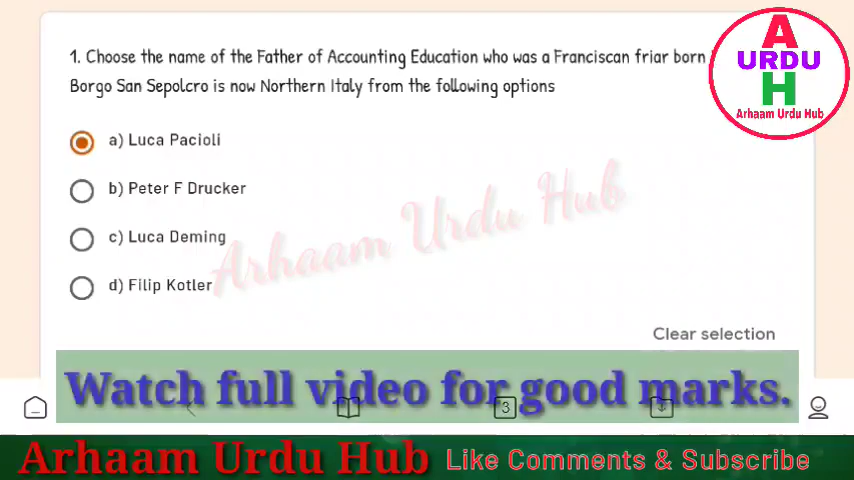 1. Choose the name of the Father of Accounting Education who was a Franciscan friar born
Borgo San Sepolcro is now Northern Italy from the following options
A
URDU
H
Arhaam Urdu Hub
a) Luca Pacioli
b) Peter F Drucker
c) Luca Deming
d) Filip Kotler
Arhaam Urdu Hub
Clear selection
Watch full video for good marks.
3
Arhaam Urdu Hub Like Comments & Subscribe